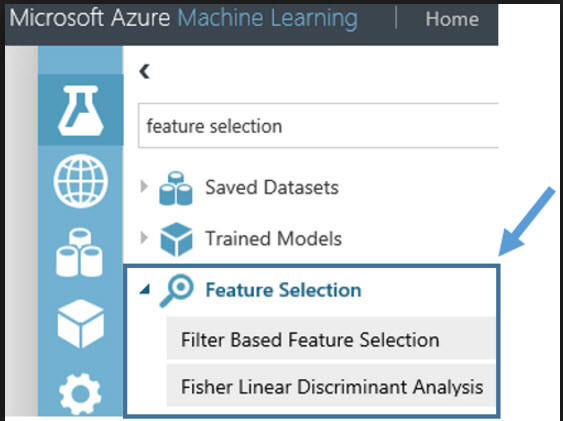 Microsoft Azure Machine Learning | Home
feature selection
Saved Datasets
Trained Models
Feature Selection
Filter Based Feature Selection
Fisher Linear Discriminant Analysis